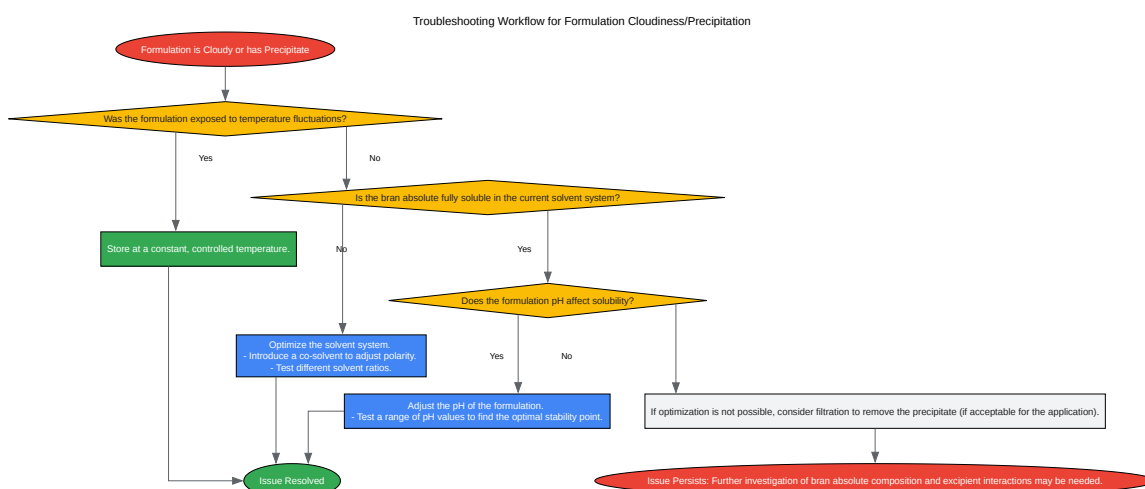 Troubleshooting Workflow for Formulation Cloudiness/Precipitation
Formulation is Cloudy or has Precipitate
Was the formulation exposed to temperature fluctuations?
Yes
No
Is the bran absolute fully soluble in the current solvent system?
Store at a constant, controlled temperature.
No
Yes
Does the formulation pH affect solubility?
Optimize the solvent system.
- Introduce a co-solvent to adjust polarity.
- Test different solvent ratios.
Yes
No
Adjust the pH of the formulation.
- Test a range of pH values to find the optimal stability point.
If optimization is not possible, consider filtration to remove the precipitate (if acceptable for the application).
Issue Resolved
Issue Persists: Further investigation of bran absolute composition and excipient interactions may be needed.